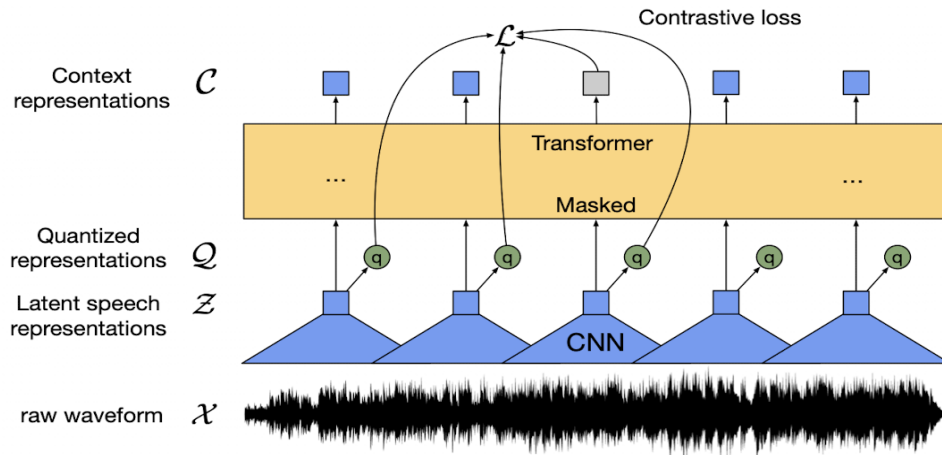 Contrastive loss
ℒ
Context
representations
𝒞
Transformer
...
...
Masked
Quantized
representations
𝒬
q
q
q
q
q
Latent speech
representations
𝒵
CNN
raw waveform
𝒳